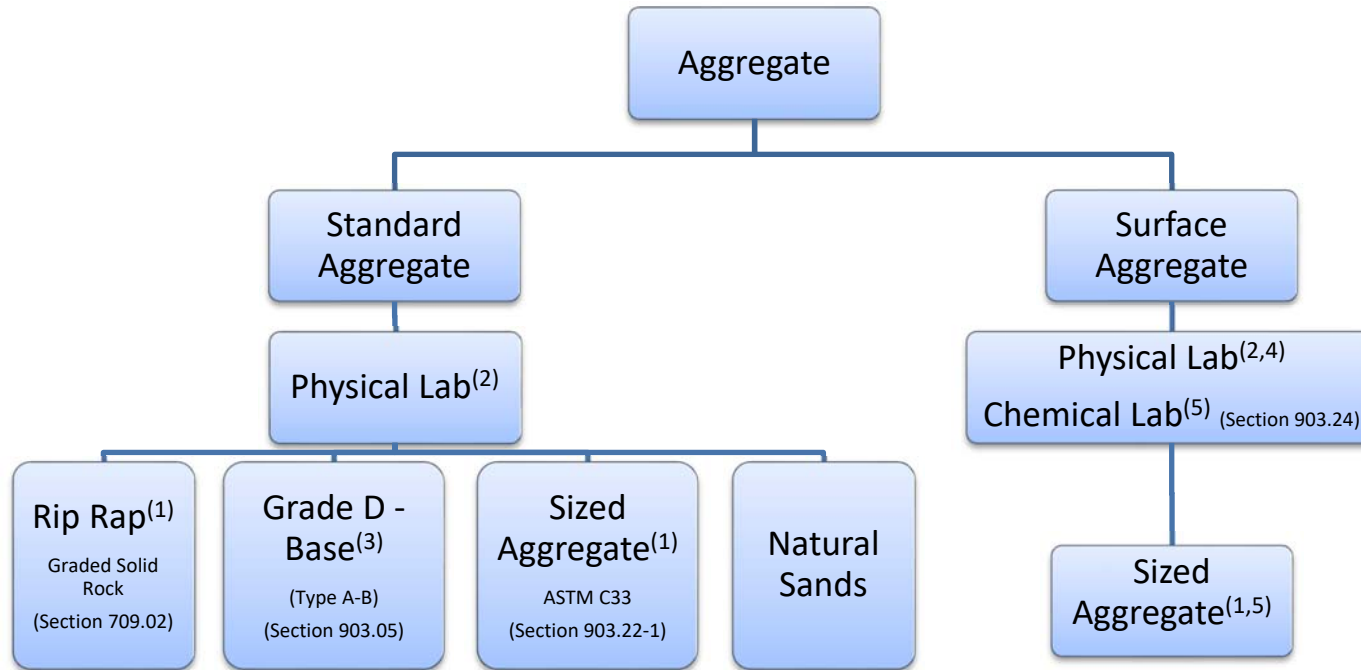 Aggregate
Standard
Aggregate
Surface
Aggregate
Physical Lab(2)
Physical Lab(2,4)
Chemical Lab(5) (Section 903.24)
Rip Rap(1)
Graded Solid
Rock
(Section 709.02)
Grade D -
Base(3)
(Type A-B)
(Section 903.05)
Sized
Aggregate(1)
ASTM C33
(Section 903.22-1)
Natural
Sands
Sized
Aggregate(1,5)